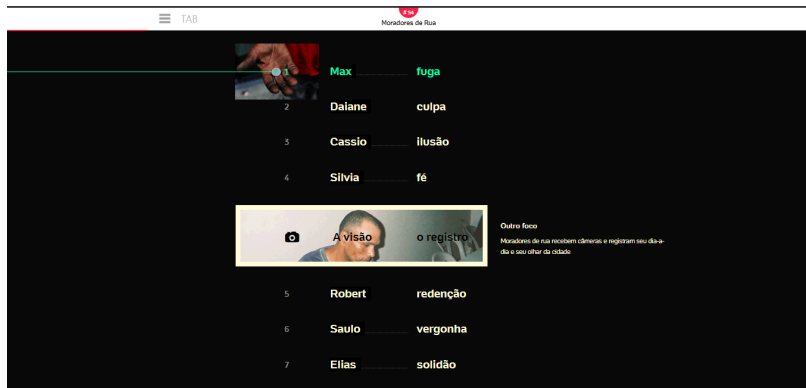 TAB
# 54
Moradores de Rua
1 Max fuga
2 Daiane culpa
3 Cassio ilusão
4 Silvia fé
A visão o registro
Outro foco
Moradores de rua recebem câmeras e registram seu dia-a-
dia e seu olhar da cidade
5 Robert redenção
6 Saulo vergonha
7 Elias solidão